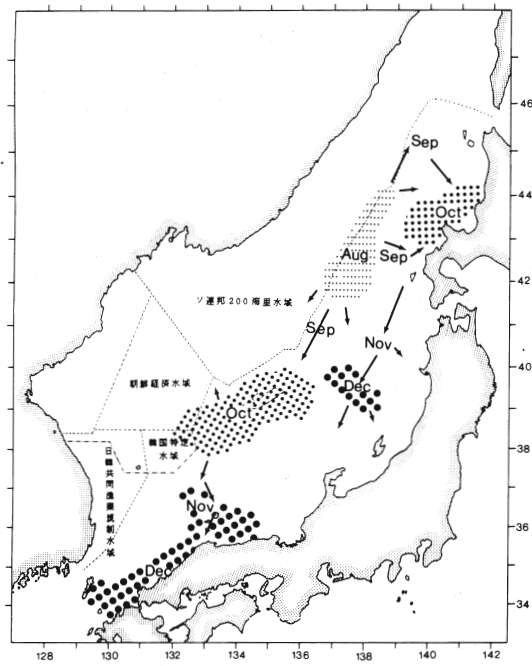 46
Sep
44
Oct
Aug
Sep
42
ソ連邦200海里水域
Sep
Nov
40
朝鮮経済水域
Dec
Oct
38
韓国特定
水域
日韓共同漁業規制水域
Nov
36
Dec
34
128
130
132
134
136
138
140
142